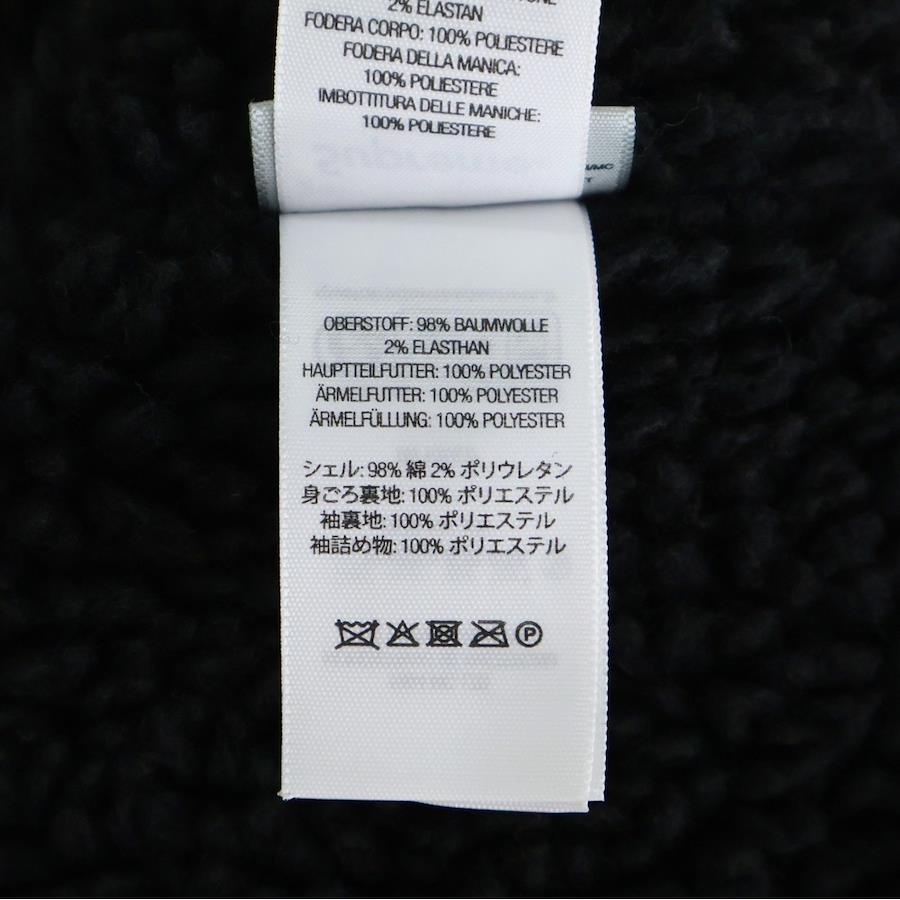 2% ELASTAN
FODERA CORPO: 100% POLIESTERE
FODERA DELLA MANICA:
100% POLIESTERE
IMBOTTITURA DELLE MANICHE:
100% POLIESTERE
OBERSTOFF: 98% BAUMWOLLE
2% ELASTHAN
HAUPTTEILFUTTER: 100% POLYESTER
ÄRMELFUTTER: 100% POLYESTER
ÄRMELFÜLLUNG: 100% POLYESTER
シェル: 98% 綿 2% ポリウレタン
身ごろ裏地: 100% ポリエステル
袖裏地: 100% ポリエステル
袖詰め物: 100% ポリエステル
P